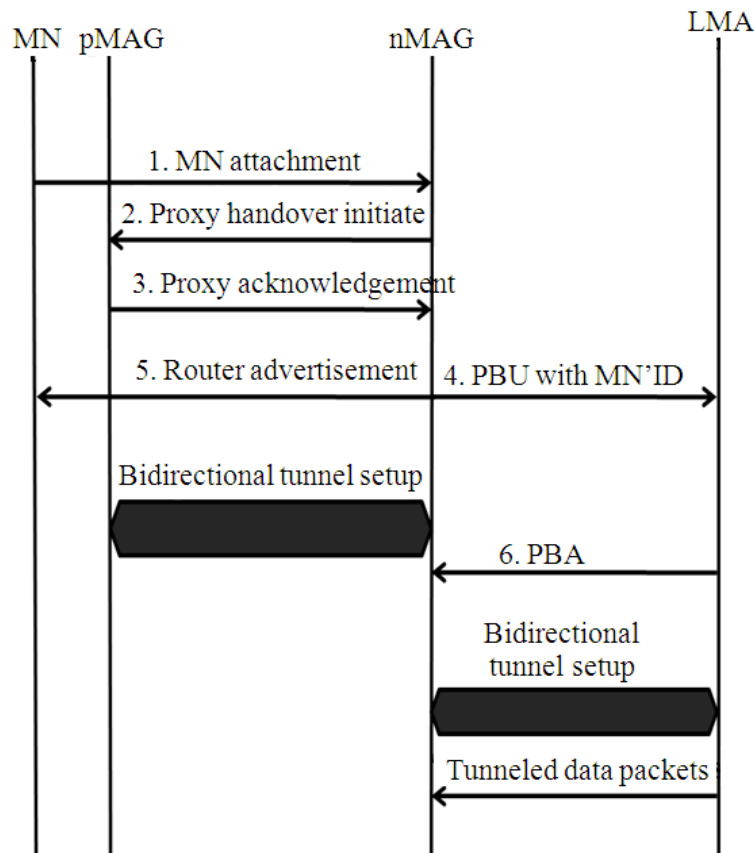 MN pMAG nMAG LMA
1. MN attachment
2. Proxy handover initiate
3. Proxy acknowledgement
5. Router advertisement 4. PBU with MN’ID
Bidirectional tunnel setup
6. PBA
Bidirectional
tunnel setup
Tunneled data packets